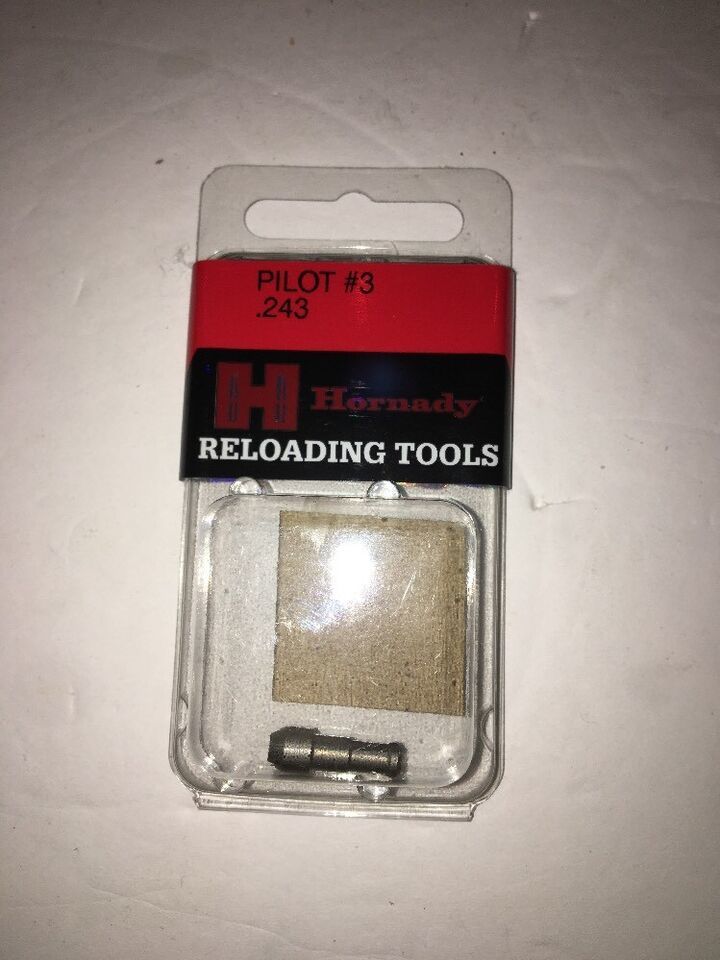 PILOT #3
.243
H Hornady
RELOADING TOOLS